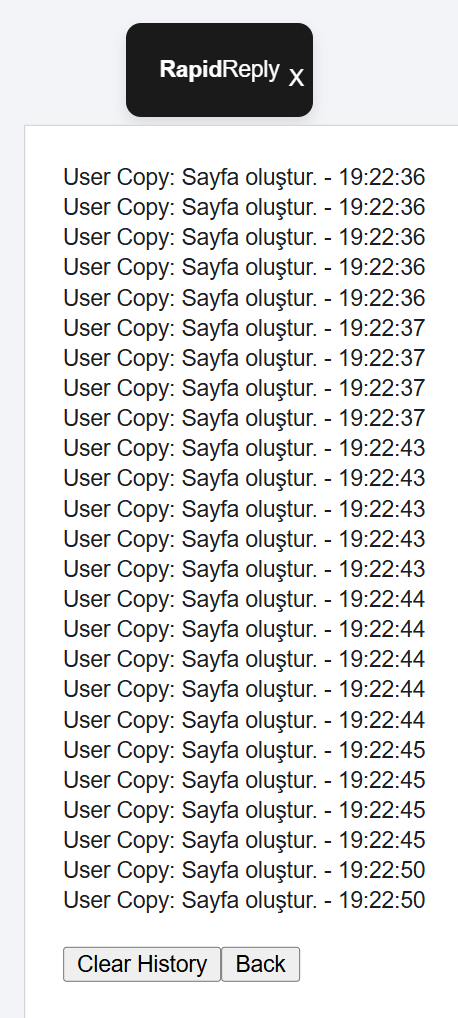 RapidReply x
User Copy: Sayfa oluştur. - 19:22:36
User Copy: Sayfa oluştur. - 19:22:36
User Copy: Sayfa oluştur. - 19:22:36
User Copy: Sayfa oluştur. - 19:22:36
User Copy: Sayfa oluştur. - 19:22:36
User Copy: Sayfa oluştur. - 19:22:37
User Copy: Sayfa oluştur. - 19:22:37
User Copy: Sayfa oluştur. - 19:22:37
User Copy: Sayfa oluştur. - 19:22:37
User Copy: Sayfa oluştur. - 19:22:43
User Copy: Sayfa oluştur. - 19:22:43
User Copy: Sayfa oluştur. - 19:22:43
User Copy: Sayfa oluştur. - 19:22:43
User Copy: Sayfa oluştur. - 19:22:43
User Copy: Sayfa oluştur. - 19:22:44
User Copy: Sayfa oluştur. - 19:22:44
User Copy: Sayfa oluştur. - 19:22:44
User Copy: Sayfa oluştur. - 19:22:44
User Copy: Sayfa oluştur. - 19:22:44
User Copy: Sayfa oluştur. - 19:22:45
User Copy: Sayfa oluştur. - 19:22:45
User Copy: Sayfa oluştur. - 19:22:45
User Copy: Sayfa oluştur. - 19:22:45
User Copy: Sayfa oluştur. - 19:22:50
User Copy: Sayfa oluştur. - 19:22:50
Clear History Back